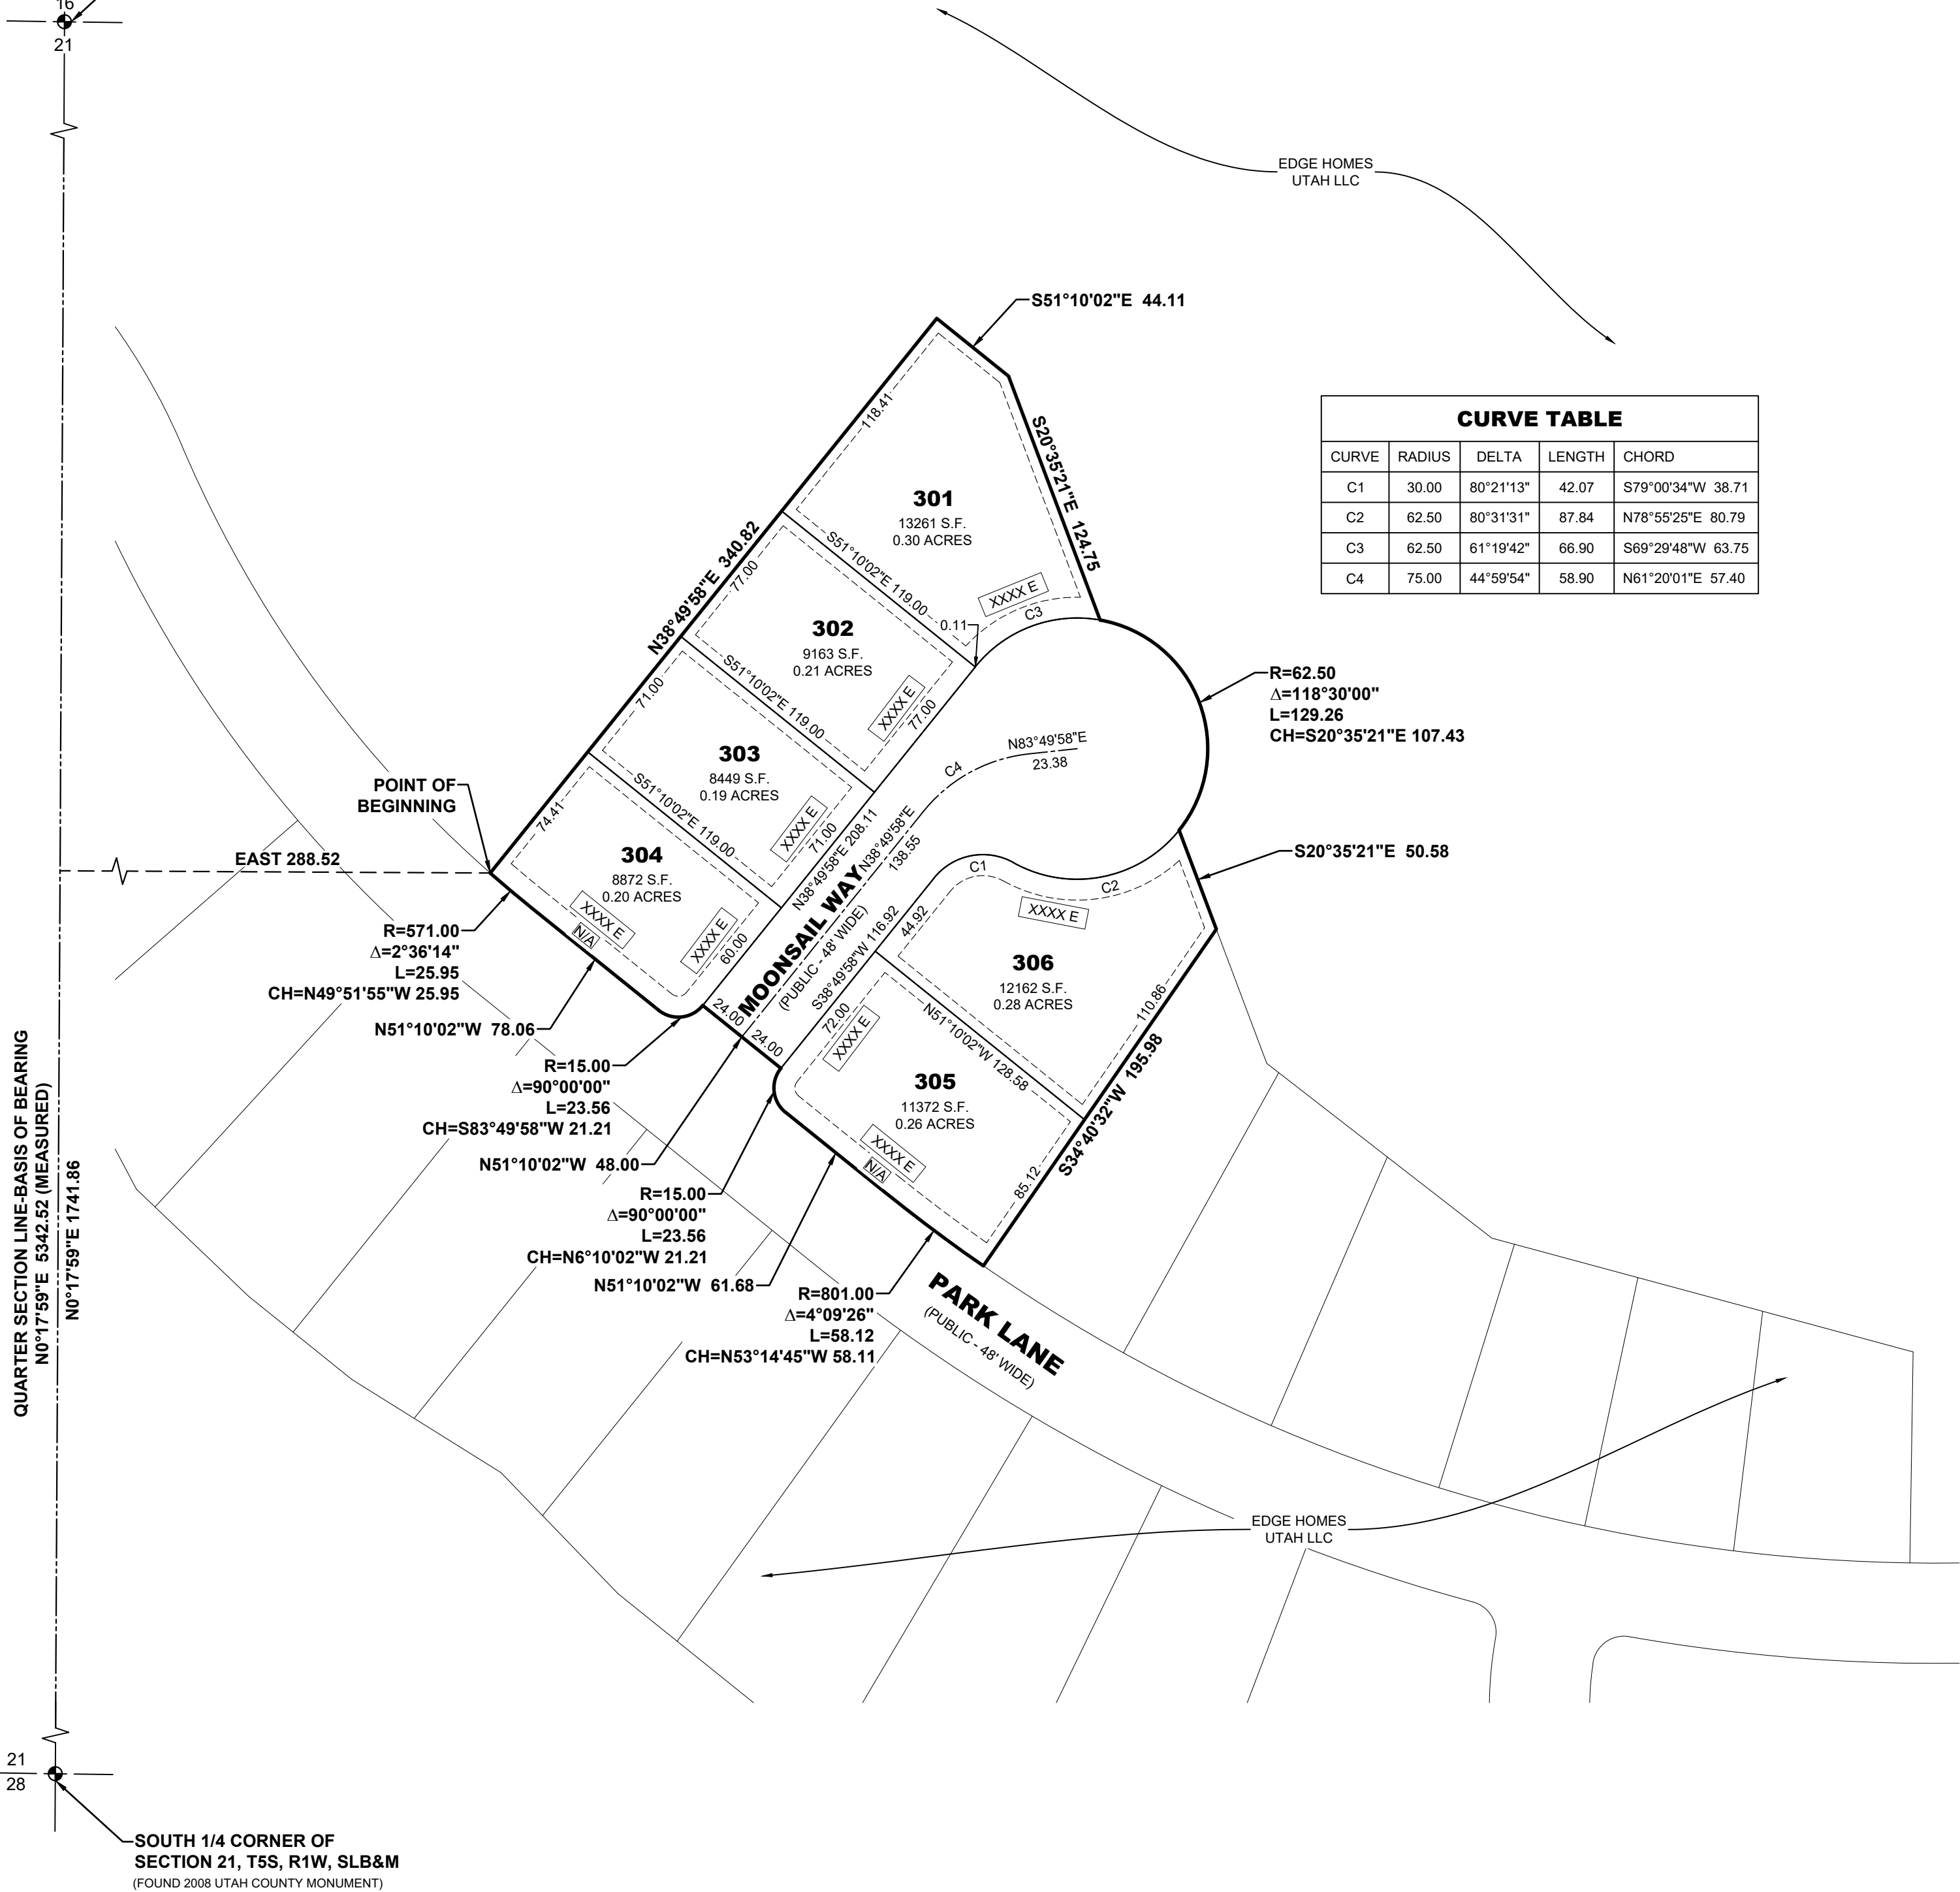 16
21
EDGE HOMES
UTAH LLC
S51°10'02"E 44.11
CURVE TABLE
CURVE RADIUS DELTA LENGTH CHORD
C1 30.00 80°21'13" 42.07 S79°00'34"W 38.71
C2 62.50 80°31'31" 87.84 N78°55'25"E 80.79
C3 62.50 61°19'42" 66.90 S69°29'48"W 63.75
C4 75.00 44°59'54" 58.90 N61°20'01"E 57.40
118.41
S20°35'21"E 124.75
301
13261 S.F.
0.30 ACRES
N38°49'58"E 340.82
S51°10'02"E 119.00
77.00
XXXX E
C3
0.11
302
9163 S.F.
0.21 ACRES
S51°10'02"E 119.00
71.00
XXXX E
77.00
R=62.50
Δ=118°30'00"
L=129.26
CH=S20°35'21"E 107.43
N83°49'58"E
23.38
C4
303
8449 S.F.
0.19 ACRES
S51°10'02"E 119.00
XXXX E
71.00
POINT OF
BEGINNING
74.41
EAST 288.52
304
8872 S.F.
0.20 ACRES
XXXX E
N/A
XXXX E
60.00
N38°49'58"E 208.11
N38°49'58"E
138.55
MOONSAIL WAY
(PUBLIC - 48' WIDE)
S38°49'58"W 116.92
24.00
24.00
C1
C2
S20°35'21"E 50.58
XXXX E
44.92
306
12162 S.F.
0.28 ACRES
110.86
N51°10'02"W 128.58
72.00
XXXX E
S34°40'32"W 195.98
305
11372 S.F.
0.26 ACRES
XXXX E
N/A
85.12
R=571.00
Δ=2°36'14"
L=25.95
CH=N49°51'55"W 25.95
N51°10'02"W 78.06
R=15.00
Δ=90°00'00"
L=23.56
CH=S83°49'58"W 21.21
N51°10'02"W 48.00
R=15.00
Δ=90°00'00"
L=23.56
CH=N6°10'02"W 21.21
N51°10'02"W 61.68
R=801.00
Δ=4°09'26"
L=58.12
CH=N53°14'45"W 58.11
PARK LANE
(PUBLIC - 48' WIDE)
QUARTER SECTION LINE-BASIS OF BEARING
N0°17'59"E 5342.52 (MEASURED)
N0°17'59"E 1741.86
EDGE HOMES
UTAH LLC
21
28
SOUTH 1/4 CORNER OF
SECTION 21, T5S, R1W, SLB&M
(FOUND 2008 UTAH COUNTY MONUMENT)